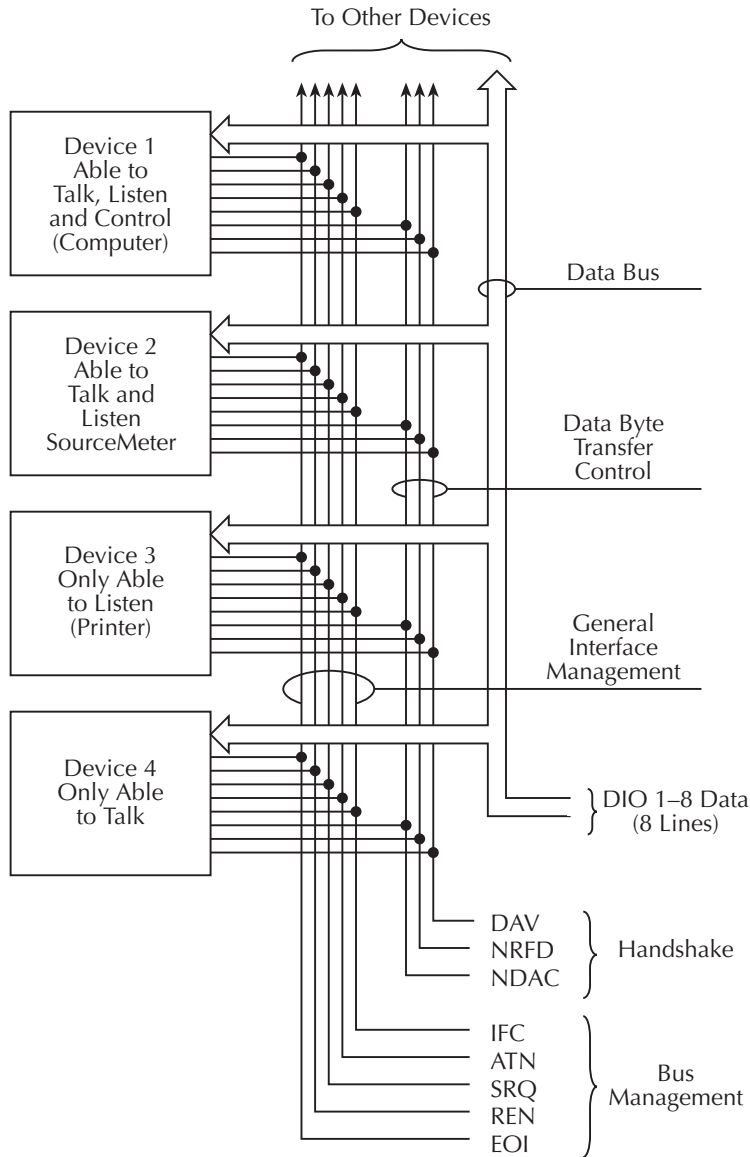 To Other Devices
Device 1
Able to
Talk, Listen
and Control
(Computer)
Data Bus
Device 2
Able to
Talk and
Listen
SourceMeter
Data Byte
Transfer
Control
Device 3
Only Able
to Listen
(Printer)
General
Interface
Management
Device 4
Only Able
to Talk
DIO 1–8 Data
(8 Lines)
DAV
NRFD
NDAC
Handshake
IFC
ATN
SRQ
REN
EOI
Bus
Management